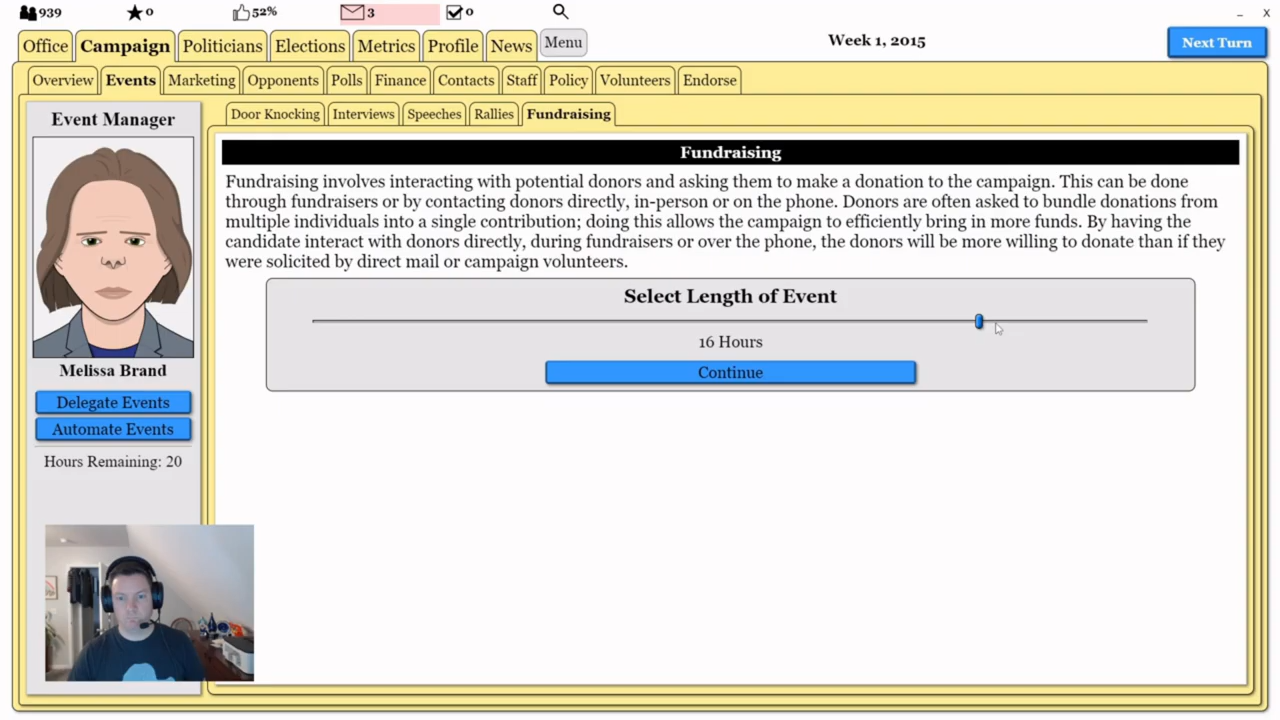 939
0
52%
3
0
_ X
Office Campaign Politicians Elections Metrics Profile News Menu
Week 1, 2015
Next Turn
Overview Events Marketing Opponents Polls Finance Contacts Staff Policy Volunteers Endorse
Event Manager
Door Knocking Interviews Speeches Rallies Fundraising
Fundraising
Fundraising involves interacting with potential donors and asking them to make a donation to the campaign. This can be done
through fundraisers or by contacting donors directly, in-person or on the phone. Donors are often asked to bundle donations from
multiple individuals into a single contribution; doing this allows the campaign to efficiently bring in more funds. By having the
candidate interact with donors directly, during fundraisers or over the phone, the donors will be more willing to donate than if they
were solicited by direct mail or campaign volunteers.
Select Length of Event
16 Hours
Continue
Melissa Brand
Delegate Events
Automate Events
Hours Remaining: 20